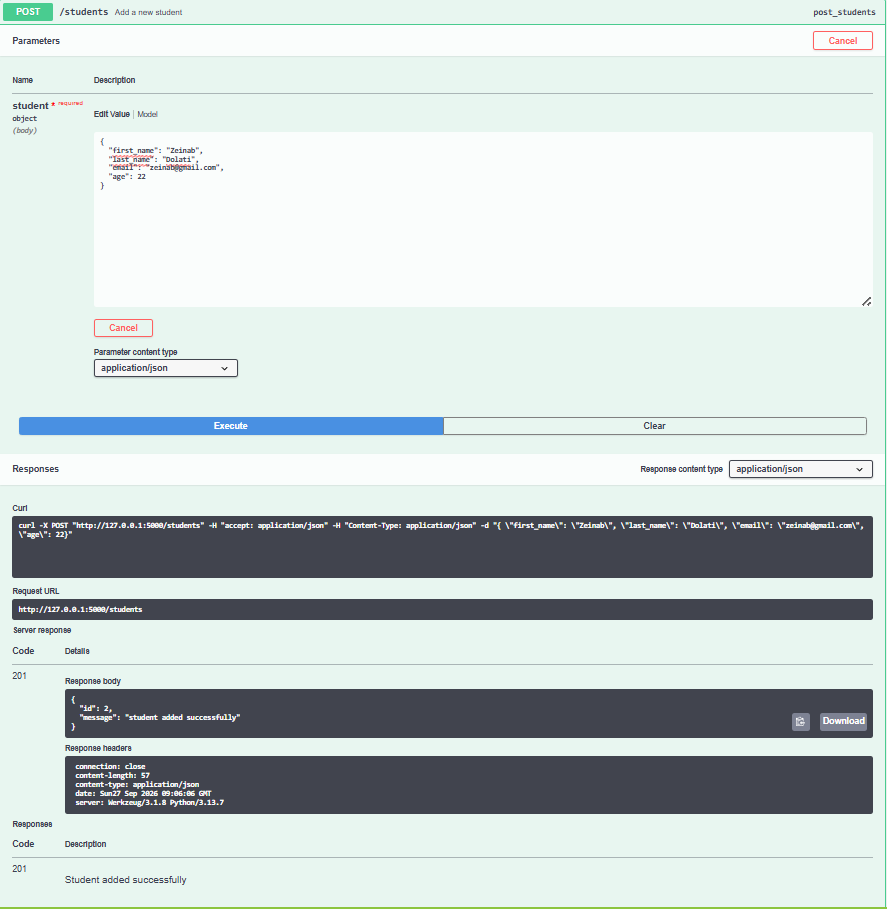 POST /students Add a new student post_students
Parameters Cancel
Name Description
student * required
object
(body)
Edit Value | Model
{
"first_name": "Zeinab",
"last_name": "Dolati",
"email": "zeinab@gmail.com",
"age": 22
}
Cancel
Parameter content type
application/json
Execute Clear
Responses Response content type application/json
Curl
curl -X POST "http://127.0.0.1:5000/students" -H "accept: application/json" -H "Content-Type: application/json" -d "{ \"first_name\": \"Zeinab\", \"last_name\": \"Dolati\", \"email\": \"zeinab@gmail.com\",
\"age\": 22}"
Request URL
http://127.0.0.1:5000/students
Server response
Code Details
201
Response body
{
"id": 2,
"message": "student added successfully"
}
Download
Response headers
connection: close
content-length: 57
content-type: application/json
date: Sun27 Sep 2026 09:06:06 GMT
server: Werkzeug/3.1.8 Python/3.13.7
Responses
Code Description
201
Student added successfully